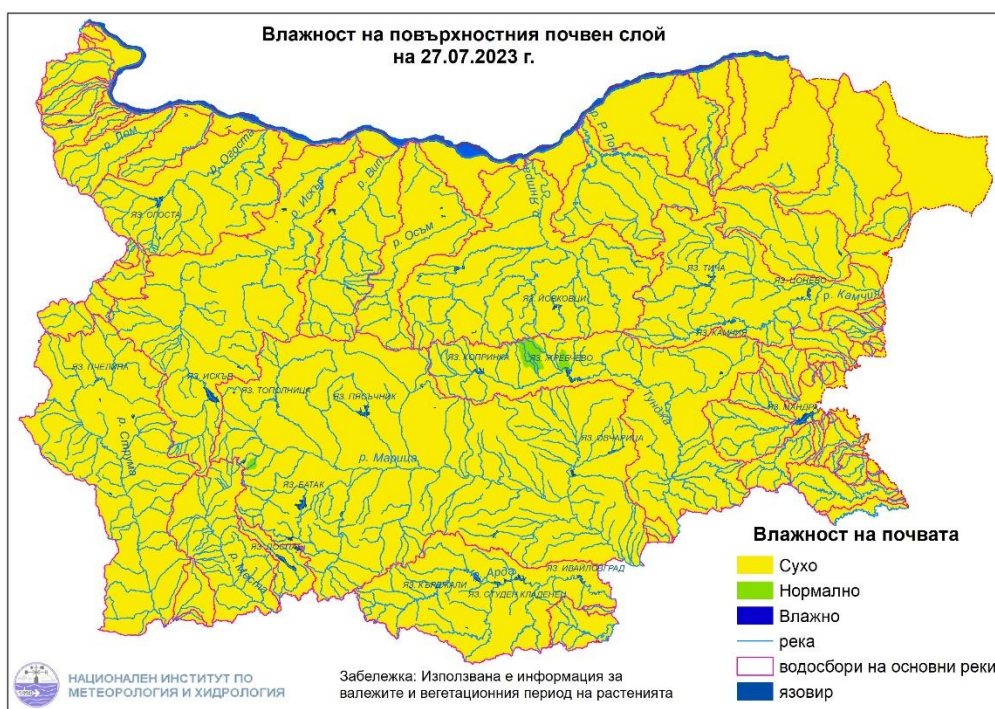 Влажност на повърхностния почвен слой
на 27.07.2023 г.
р. Лом
р. Огоста
р. Искър
р. Вит
р. Осъм
р. Янтра
р. Р. Лом
ЯЗ. ОГОСТА
ЯЗ. ТИЧА
ЯЗ. ЦОНЕВО
р. Камчия
ЯЗ. ЙОВКОВЦИ
ЯЗ. КАМЧИЯ
ЯЗ. КОПРИНКА
ЯЗ. ЖРЕБЧЕВО
ЯЗ. ПЧЕЛИНА
ЯЗ. ИСКЪР
ЯЗ. ТОПОЛНИЦА
ЯЗ. ПЯСЪЧНИК
р. Тунджа
ЯЗ. МАНДРА
р. Струма
р. Марица
ЯЗ. ОВЧАРИЦА
ЯЗ. БАТАК
ЯЗ. ДОСПАТ
р. Места
р. Арда
ЯЗ. ИВАЙЛОВГРАД
ЯЗ. КЪРДЖАЛИ
ЯЗ. СТУДЕН КЛАДЕНЕЦ
Влажност на почвата
Сухо
Нормално
Влажно
река
водосбори на основни реки
язовир
НАЦИОНАЛЕН ИНСТИТУТ ПО
МЕТЕОРОЛОГИЯ И ХИДРОЛОГИЯ
Забележка: Използвана е информация за
валежите и вегетационния период на растенията